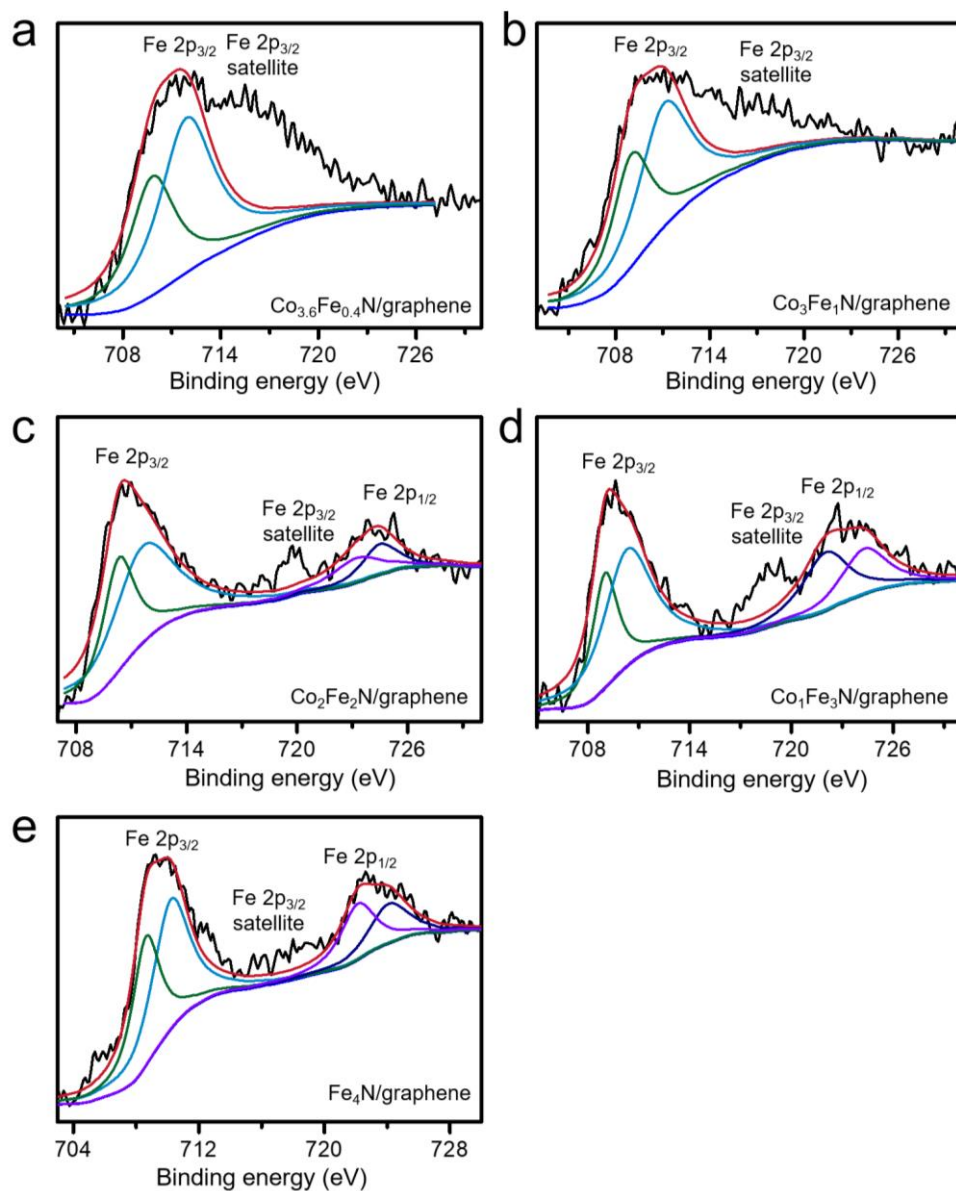 a
Fe 2p3/2
Fe 2p3/2
satellite
Co3.6Fe0.4N/graphene
708 714 720 726
Binding energy (eV)
b
Fe 2p3/2
Fe 2p3/2
satellite
Co3Fe1N/graphene
708 714 720 726
Binding energy (eV)
c
Fe 2p3/2
Fe 2p3/2
satellite
Fe 2p1/2
Co2Fe2N/graphene
708 714 720 726
Binding energy (eV)
d
Fe 2p3/2
Fe 2p3/2
satellite
Fe 2p1/2
Co1Fe3N/graphene
708 714 720 726
Binding energy (eV)
e
Fe 2p3/2
Fe 2p3/2
satellite
Fe 2p1/2
Fe4N/graphene
704 712 720 728
Binding energy (eV)